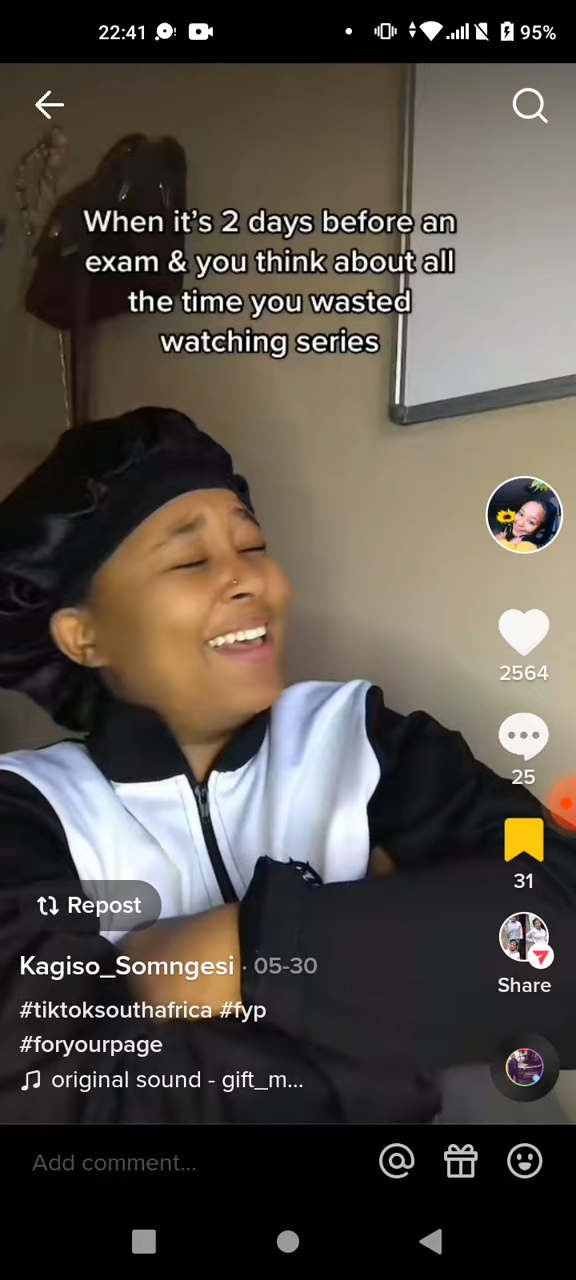 22:41
95%
When it's 2 days before an
exam & you think about all
the time you wasted
watching series
2564
25
31
Repost
Share
Kagiso_Somngesi · 05-30
#tiktoksouthafrica #fyp
#foryourpage
original sound - gift_m...
Add comment...